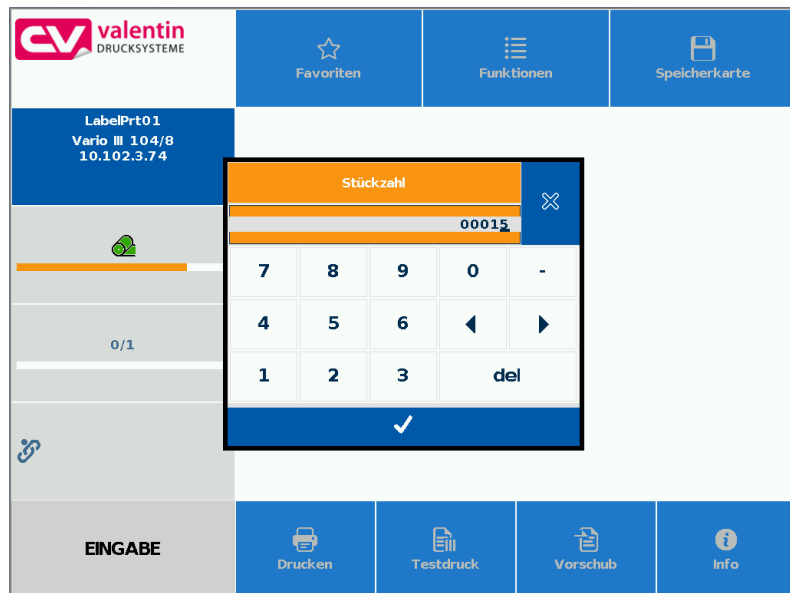 CV valentin
DRUCKSYSTEME
Favoriten
Funktionen
Speicherkarte
LabelPrt01
Vario III 104/8
10.102.3.74
Stückzahl
00015
7 8 9 0 -
4 5 6
1 2 3 del
0/1
EINGABE
Drucken
Testdruck
Vorschub
Info